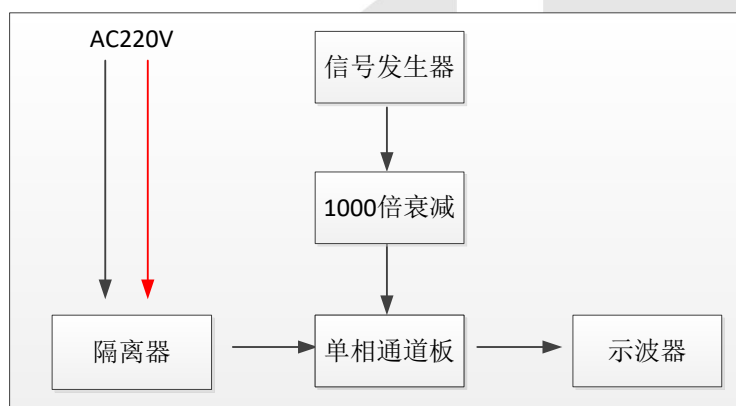 AC220V
信号发生器
1000倍衰减
隔离器
单相通道板
示波器